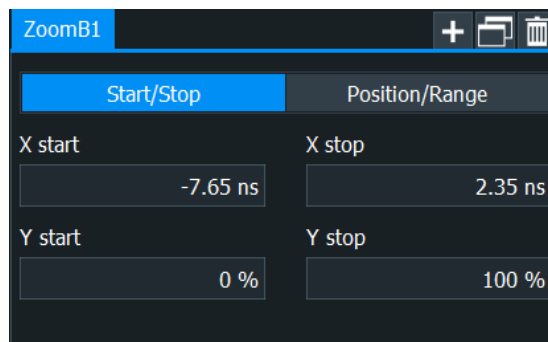 ZoomB1
Start/Stop Position/Range
X start X stop
-7.65 ns 2.35 ns
Y start Y stop
0 % 100 %